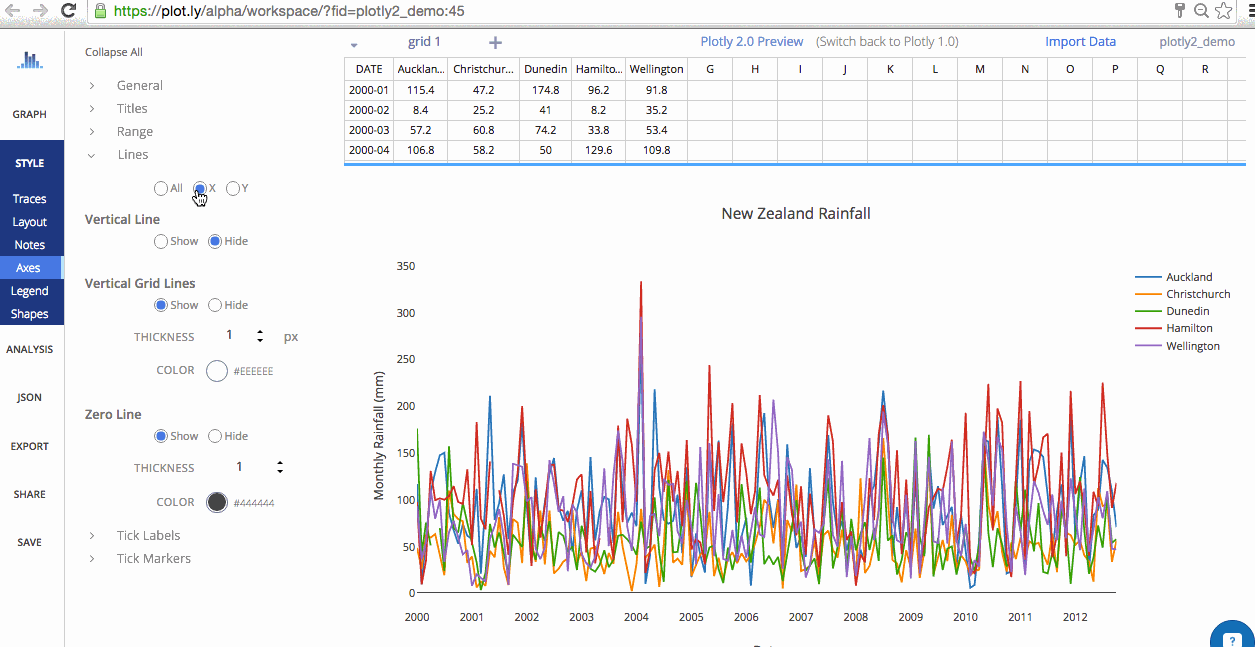 https://plot.ly/alpha/workspace/?fid=plotly2_demo:45
GRAPH
STYLE
Traces
Layout
Notes
Axes
Legend
Shapes
ANALYSIS
JSON
EXPORT
SHARE
SAVE
Collapse All
General
Titles
Range
Lines
All X Y
Vertical Line
Show Hide
Vertical Grid Lines
Show Hide
THICKNESS 1 px
COLOR #EEEEEE
Zero Line
Show Hide
THICKNESS 1
COLOR #444444
Tick Labels
Tick Markers
grid 1 + Plotly 2.0 Preview (Switch back to Plotly 1.0) Import Data plotly2_demo
DATE Aucklan... Christchur... Dunedin Hamilto... Wellington G H I J K L M N O P Q R
2000-01 115.4 47.2 174.8 96.2 91.8
2000-02 8.4 25.2 41 8.2 35.2
2000-03 57.2 60.8 74.2 33.8 53.4
2000-04 106.8 58.2 50 129.6 109.8
New Zealand Rainfall
Monthly Rainfall (mm)
350
300
250
200
150
100
50
0
2000 2001 2002 2003 2004 2005 2006 2007 2008 2009 2010 2011 2012
Auckland
Christchurch
Dunedin
Hamilton
Wellington
?